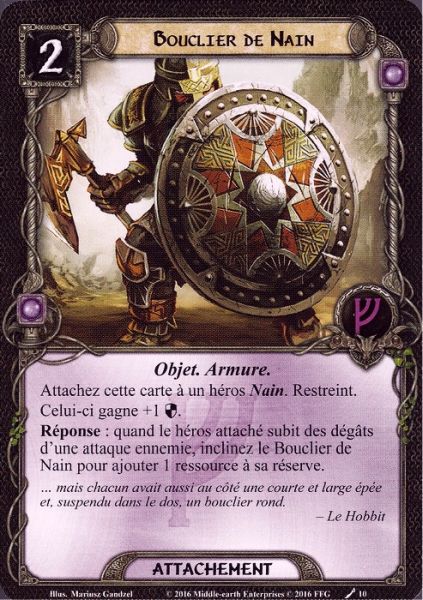 Bouclier de Nain
2
Objet. Armure.
Attachez cette carte à un héros Nain. Restreint.
Celui-ci gagne +1 .
Réponse : quand le héros attaché subit des dégâts
d'une attaque ennemie, inclinez le Bouclier de
Nain pour ajouter 1 ressource à sa réserve.
... mais chacun avait aussi au côté une courte et large épée
et, suspendu dans le dos, un bouclier rond.
– Le Hobbit
ATTACHEMENT
Illus. Mariusz Gandzel © 2016 Middle-earth Enterprises © 2016 FFG 10